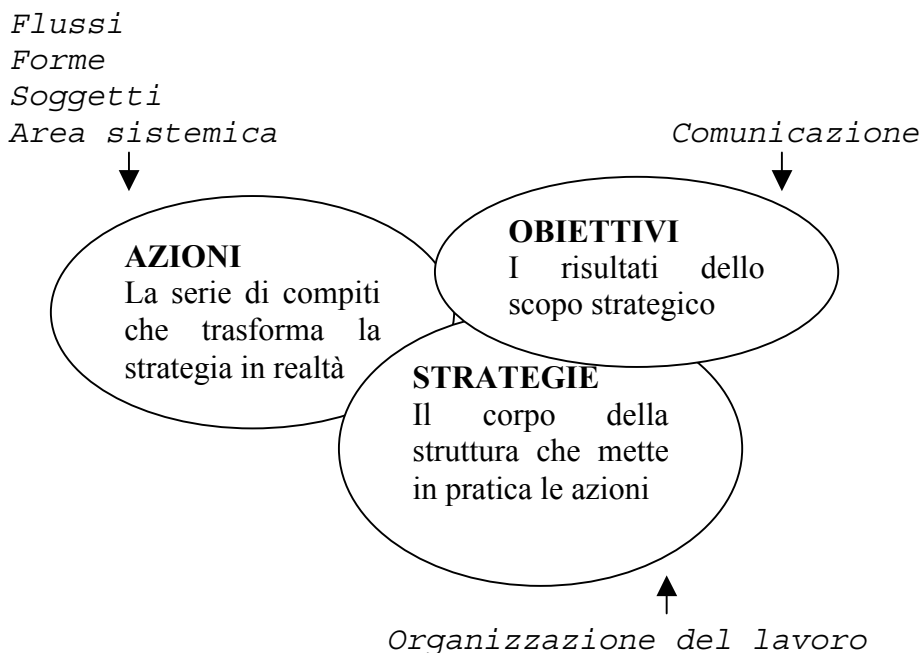 Flussi
Forme
Soggetti
Area sistemica
Comunicazione
AZIONI
La serie di compiti
che trasforma la
strategia in realtà
OBIETTIVI
I risultati dello
scopo strategico
STRATEGIE
Il corpo della
struttura che mette
in pratica le azioni
Organizzazione del lavoro